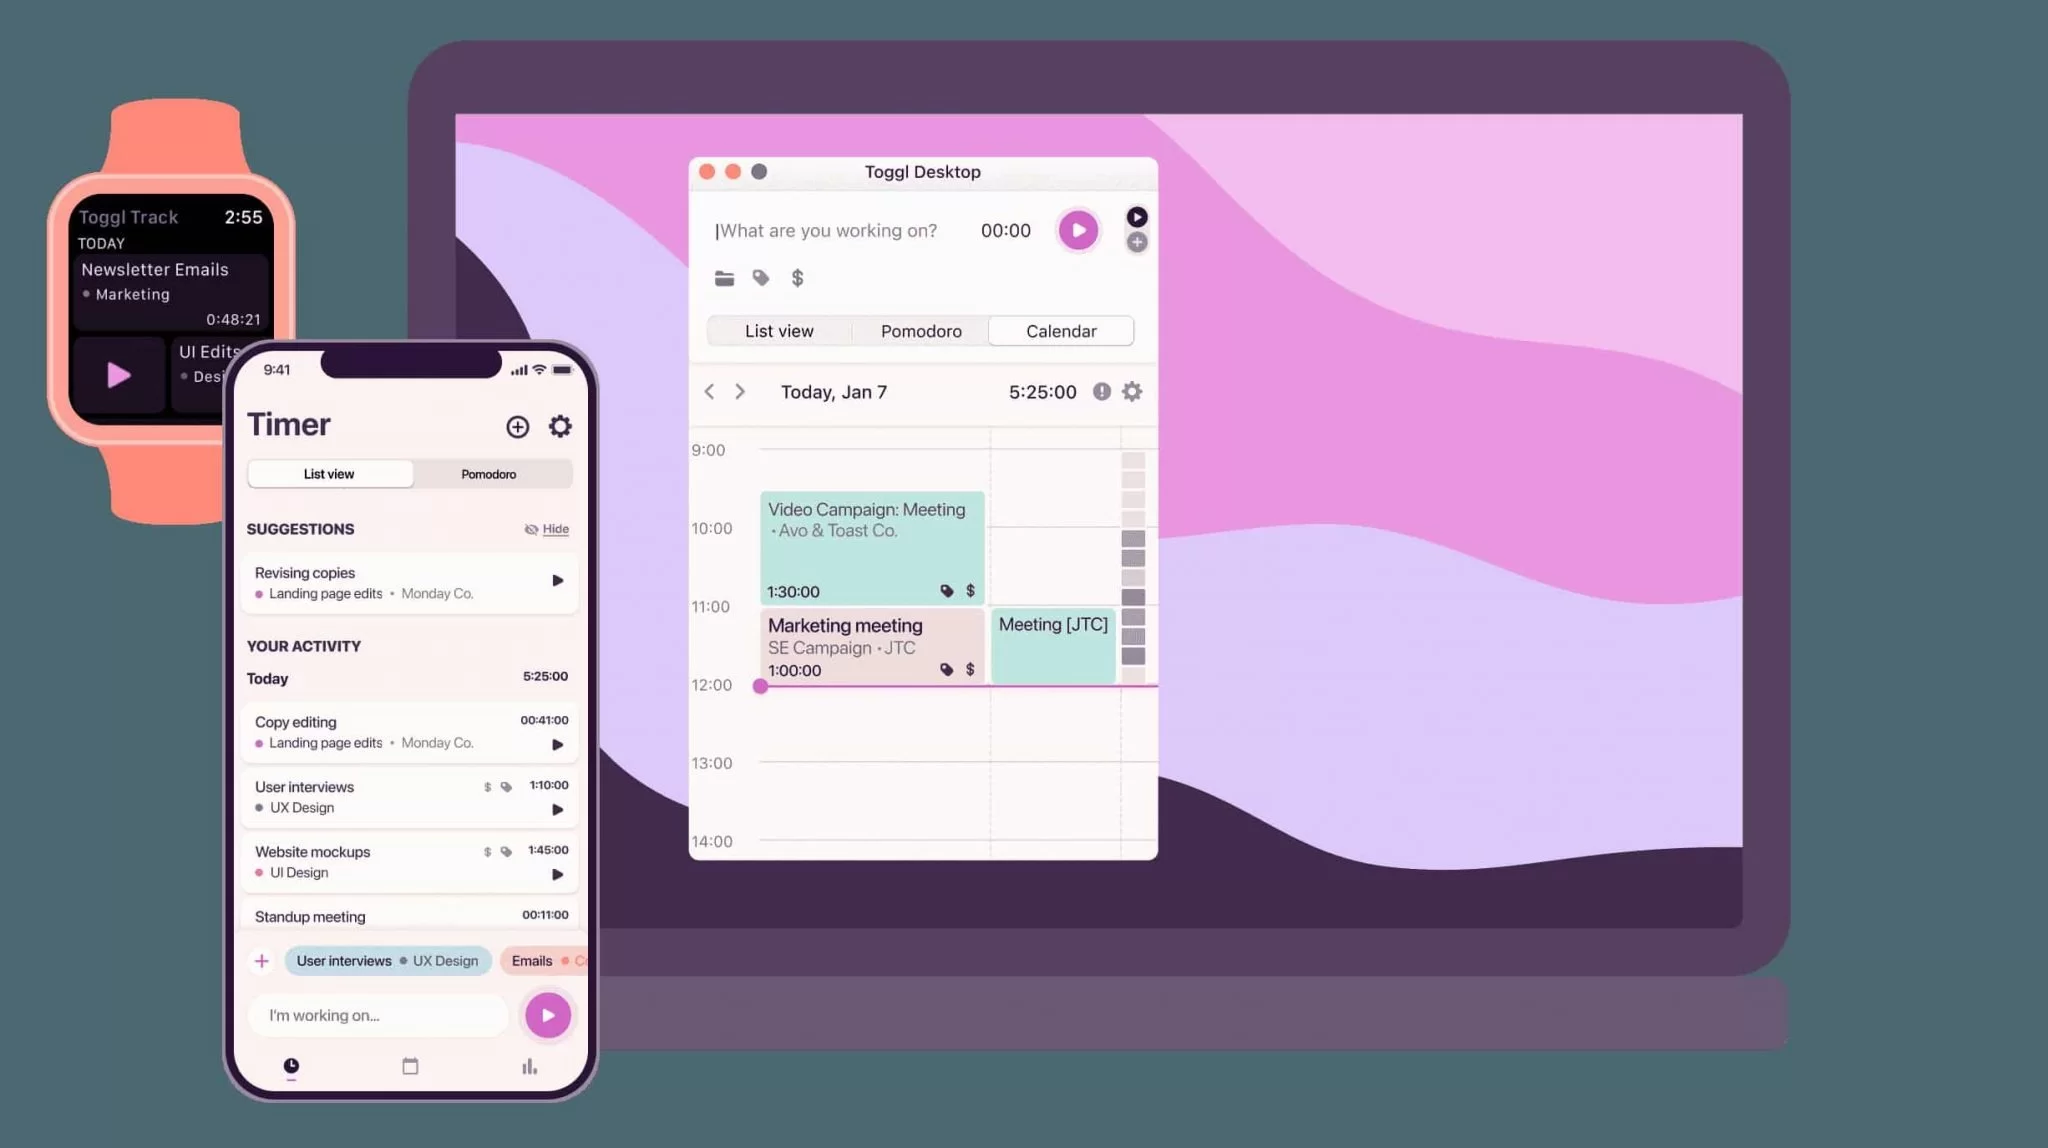 Toggl Track 2:55
TODAY
Newsletter Emails
• Marketing
0:48:21
UI Edits
9:41
Timer
List view Pomodoro
SUGGESTIONS Hide
Revising copies
• Landing page edits • Monday Co.
YOUR ACTIVITY
Today 5:25:00
Copy editing 00:41:00
• Landing page edits • Monday Co.
User interviews $ 1:10:00
• UX Design
Website mockups $ 1:45:00
• UI Design
Standup meeting 00:11:00
+ User interviews • UX Design Emails •
I'm working on...
Toggl Desktop
What are you working on? 00:00
$
List view Pomodoro Calendar
Today, Jan 7 5:25:00
9:00
Video Campaign: Meeting
• Avo & Toast Co.
10:00
1:30:00 $
11:00
Marketing meeting
SE Campaign • JTC
1:00:00 $
Meeting [JTC]
12:00
13:00
14:00